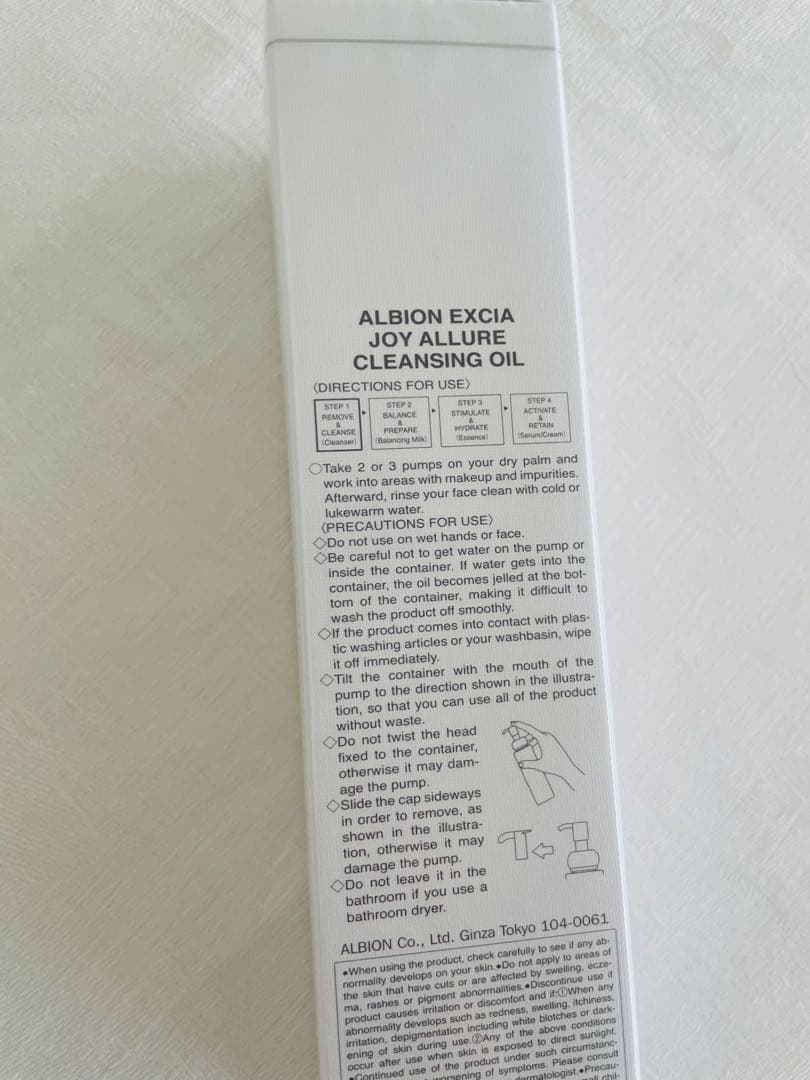 ALBION EXCIA
JOY ALLURE
CLEANSING OIL
〈DIRECTIONS FOR USE〉
STEP 1
REMOVE
&
CLEANSE
(Cleanser)
STEP 2
BALANCE
&
PREPARE
(Balancing Milk)
STEP 3
STIMULATE
&
HYDRATE
(Essence)
STEP 4
ACTIVATE
&
RETAIN
(Serum/Cream)
○Take 2 or 3 pumps on your dry palm and
work into areas with makeup and impurities.
Afterward, rinse your face clean with cold or
lukewarm water.
〈PRECAUTIONS FOR USE〉
◇Do not use on wet hands or face.
◇Be careful not to get water on the pump or
inside the container. If water gets into the
container, the oil becomes jelled at the bot-
tom of the container, making it difficult to
wash the product off smoothly.
◇If the product comes into contact with plas-
tic washing articles or your washbasin, wipe
it off immediately.
◇Tilt the container with the mouth of the
pump to the direction shown in the illustra-
tion, so that you can use all of the product
without waste.
◇Do not twist the head
fixed to the container,
otherwise it may dam-
age the pump.
◇Slide the cap sideways
in order to remove, as
shown in the illustra-
tion, otherwise it may
damage the pump.
◇Do not leave it in the
bathroom if you use a
bathroom dryer.
ALBION Co., Ltd. Ginza Tokyo 104-0061
●When using the product, check carefully to see if any ab-
normality develops on your skin.●Do not apply to areas of
the skin that have cuts or are affected by swelling, ecze-
ma, rashes or pigment abnormalities.●Discontinue use if
product causes irritation or discomfort and if:①When any
abnormality develops such as redness, swelling, itchiness,
irritation, depigmentation including white blotches or dark-
ening of skin during use.②Any of the above conditions
occur after use when skin is exposed to direct sunlight.
●Continued use of the product under such circumstanc-
worsening of symptoms. Please consult
dermatologist.●Precau-